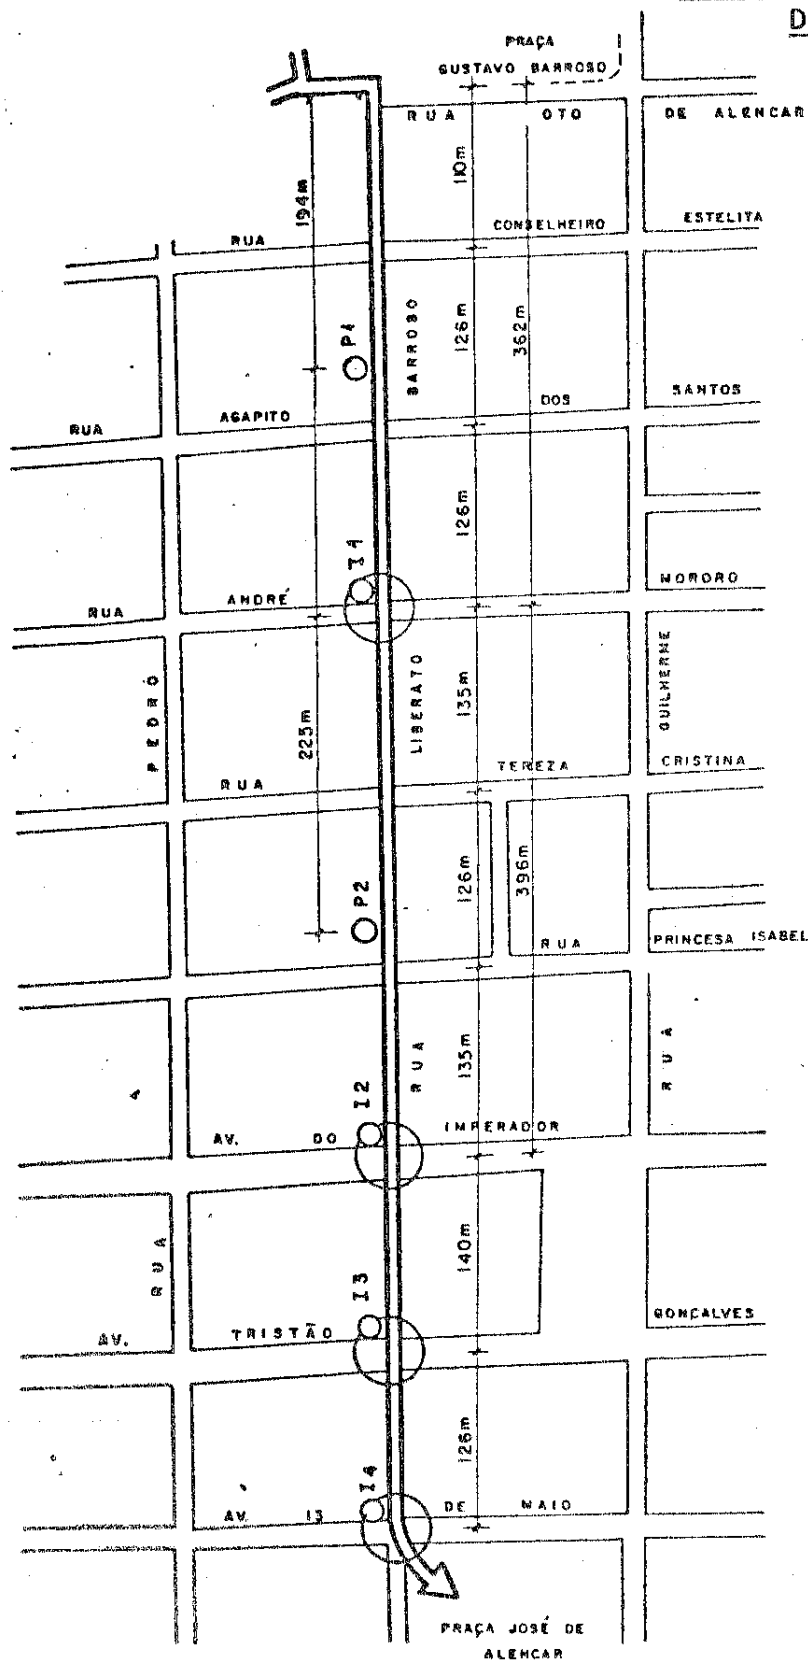 D
PRAÇA
GUSTAVO BARROSO
RUA OTO DE ALENCAR
110m
194m
RUA CONSELHEIRO ESTELITA
BARROSO
126m
362m
P1
RUA AGAPITO DOS SANTOS
126m
I1
RUA ANDRÉ MORORO
PEDRO
225m
LIBERATO
135m
GUILHERME
RUA TEREZA CRISTINA
126m
396m
P2
RUA PRINCESA ISABEL
RUA
135m
RUA
I2
AV. DO IMPERADOR
RUA
140m
I3
AV. TRISTÃO GONÇALVES
126m
I4
AV. 13 DE MAIO
PRAÇA JOSÉ DE
ALENCAR